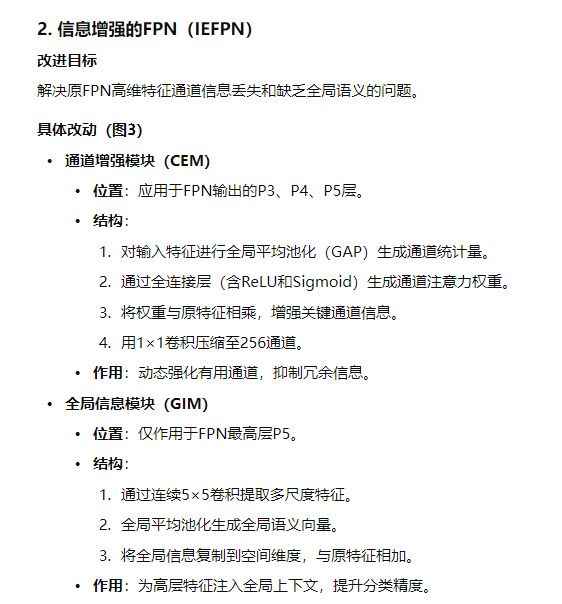 2. 信息增强的FPN（IEFPN）
改进目标
解决原FPN高维特征通道信息丢失和缺乏全局语义的问题。
具体改动（图3）
• 通道增强模块（CEM）
• 位置：应用于FPN输出的P3、P4、P5层。
• 结构：
1. 对输入特征进行全局平均池化（GAP）生成通道统计量。
2. 通过全连接层（含ReLU和Sigmoid）生成通道注意力权重。
3. 将权重与原特征相乘，增强关键通道信息。
4. 用1×1卷积压缩至256通道。
• 作用：动态强化有用通道，抑制冗余信息。
• 全局信息模块（GIM）
• 位置：仅作用于FPN最高层P5。
• 结构：
1. 通过连续5×5卷积提取多尺度特征。
2. 全局平均池化生成全局语义向量。
3. 将全局信息复制到空间维度，与原特征相加。
• 作用：为高层特征注入全局上下文，提升分类精度。